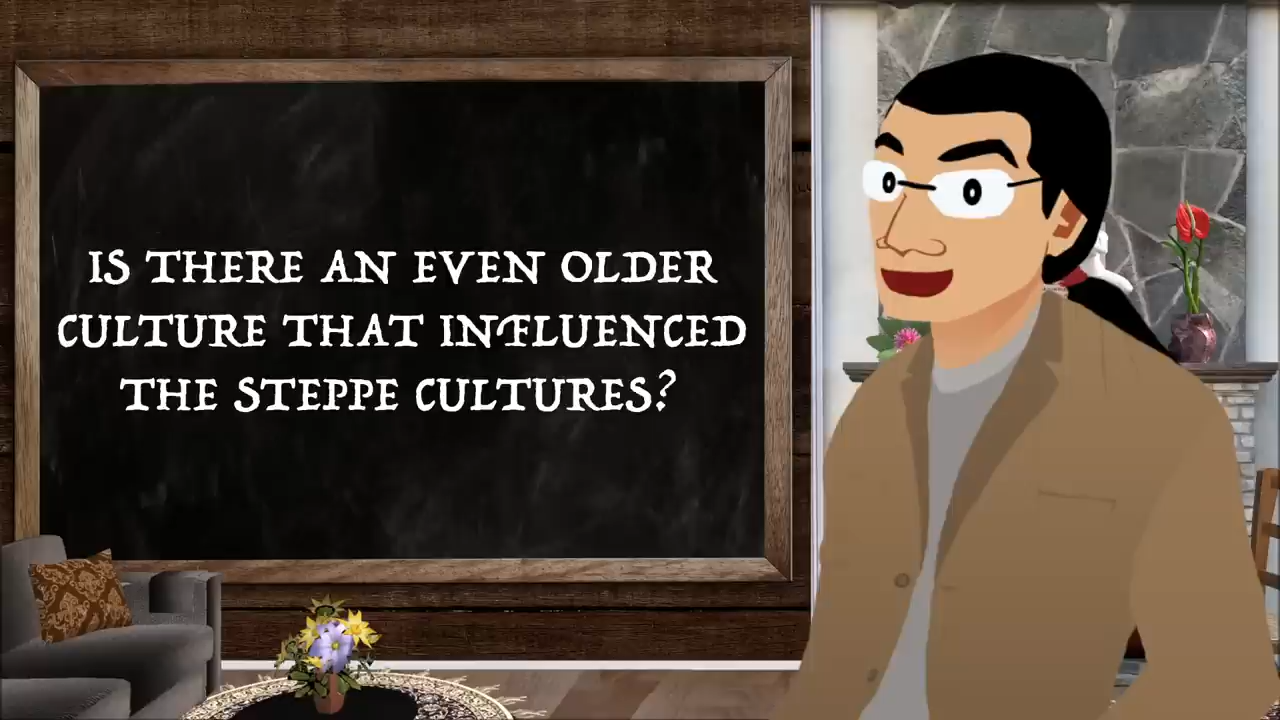 IS THERE AN EVEN OLDER
CULTURE THAT INFLUENCED
THE STEPPE CULTURES?